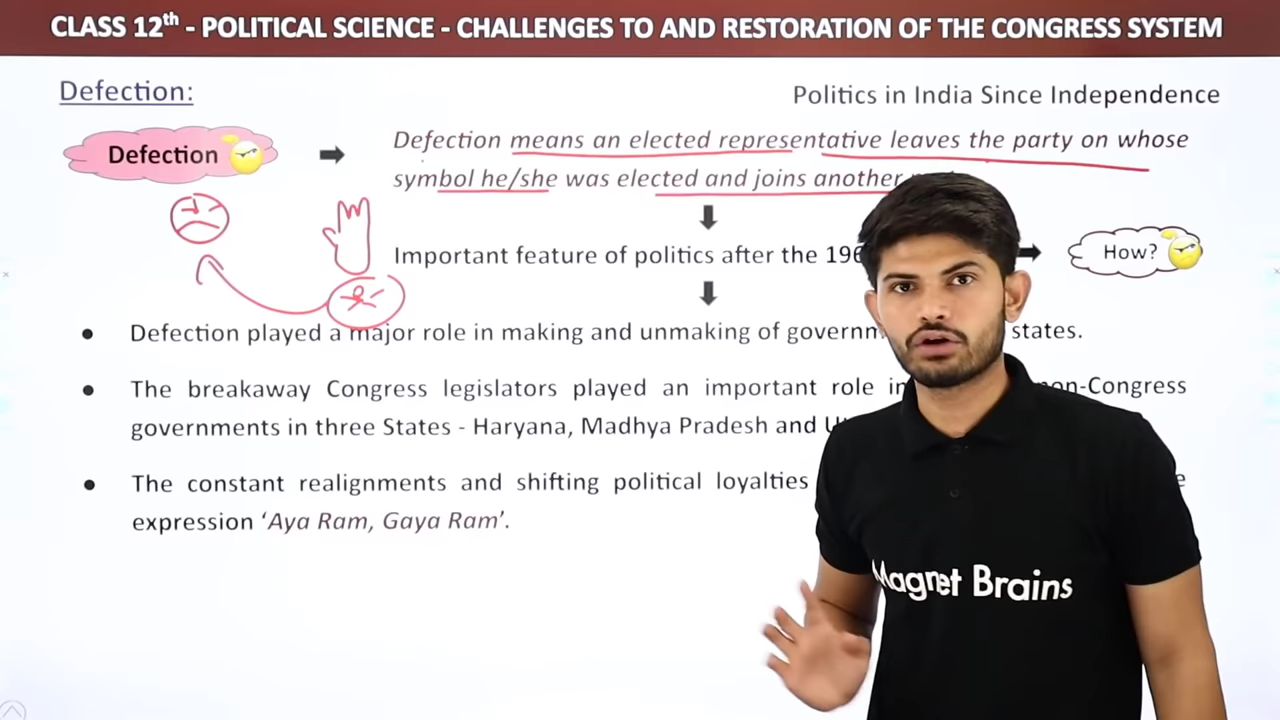 CLASS 12th - POLITICAL SCIENCE - CHALLENGES TO AND RESTORATION OF THE CONGRESS SYSTEM
Defection:
Politics in India Since Independence
Defection
Defection means an elected representative leaves the party on whose
symbol he/she was elected and joins another
Important feature of politics after the
How?
Defection played a major role in making and unmaking of states.
The breakaway Congress legislators played an important role in non-Congress
governments in three States - Haryana, Madhya Pradesh and
The constant realignments and shifting political loyalties
expression 'Aya Ram, Gaya Ram'.
Magnet Brains